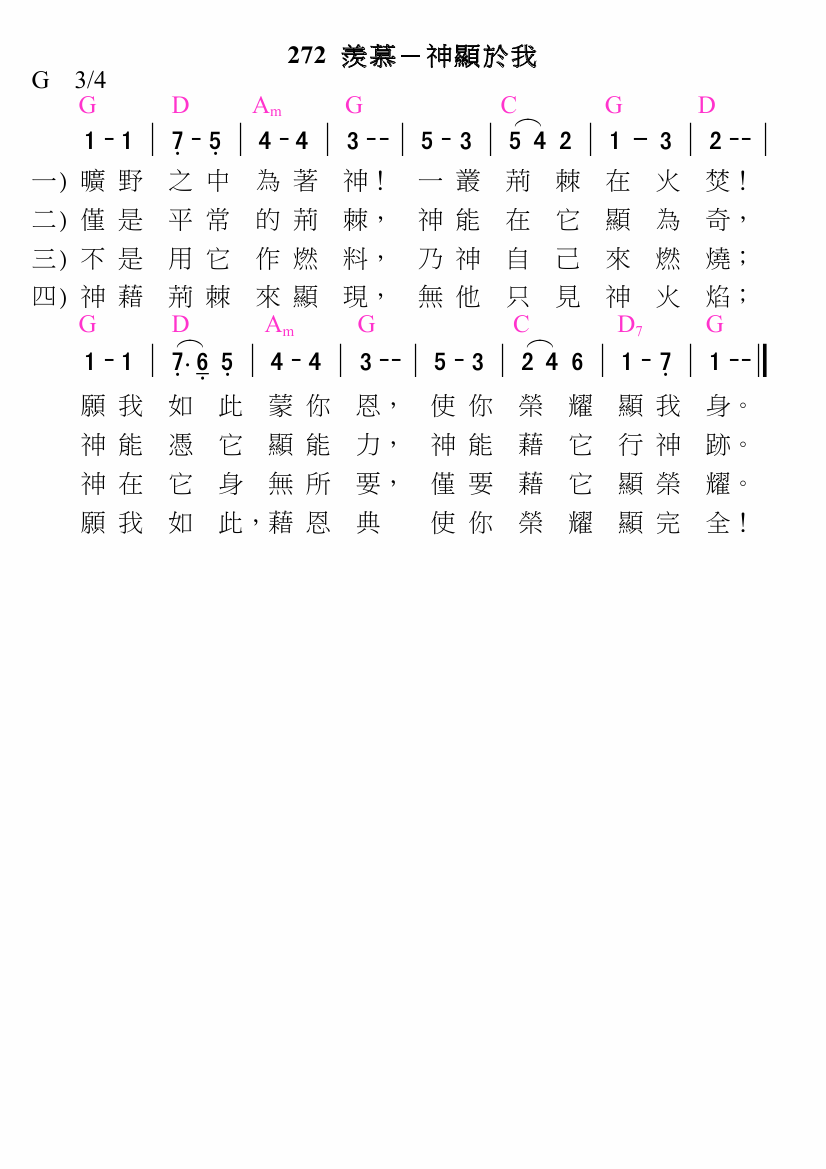 272 羨慕－神顯於我
G 3/4
G D Am G C G D
1 - 1 | 7̣ - 5̣ | 4 - 4 | 3 - - | 5 - 3 | 5 4 2 | 1 － 3 | 2 - - |
一) 曠野之中為著神！一叢荊棘在火焚！
二) 僅是平常的荊棘，神能在它顯為奇，
三) 不是用它作燃料，乃神自己來燃燒；
四) 神藉荊棘來顯現，無他只見神火焰；
G D Am G C D7 G
1 - 1 | 7̣. 6̣ 5̣ | 4 - 4 | 3 - - | 5 - 3 | 2 4 6 | 1 - 7̣ | 1 - - ‖
願我如此蒙你恩，使你榮耀顯我身。
神能憑它顯能力，神能藉它行神跡。
神在它身無所要，僅要藉它顯榮耀。
願我如此，藉恩典 使你榮耀顯完全！